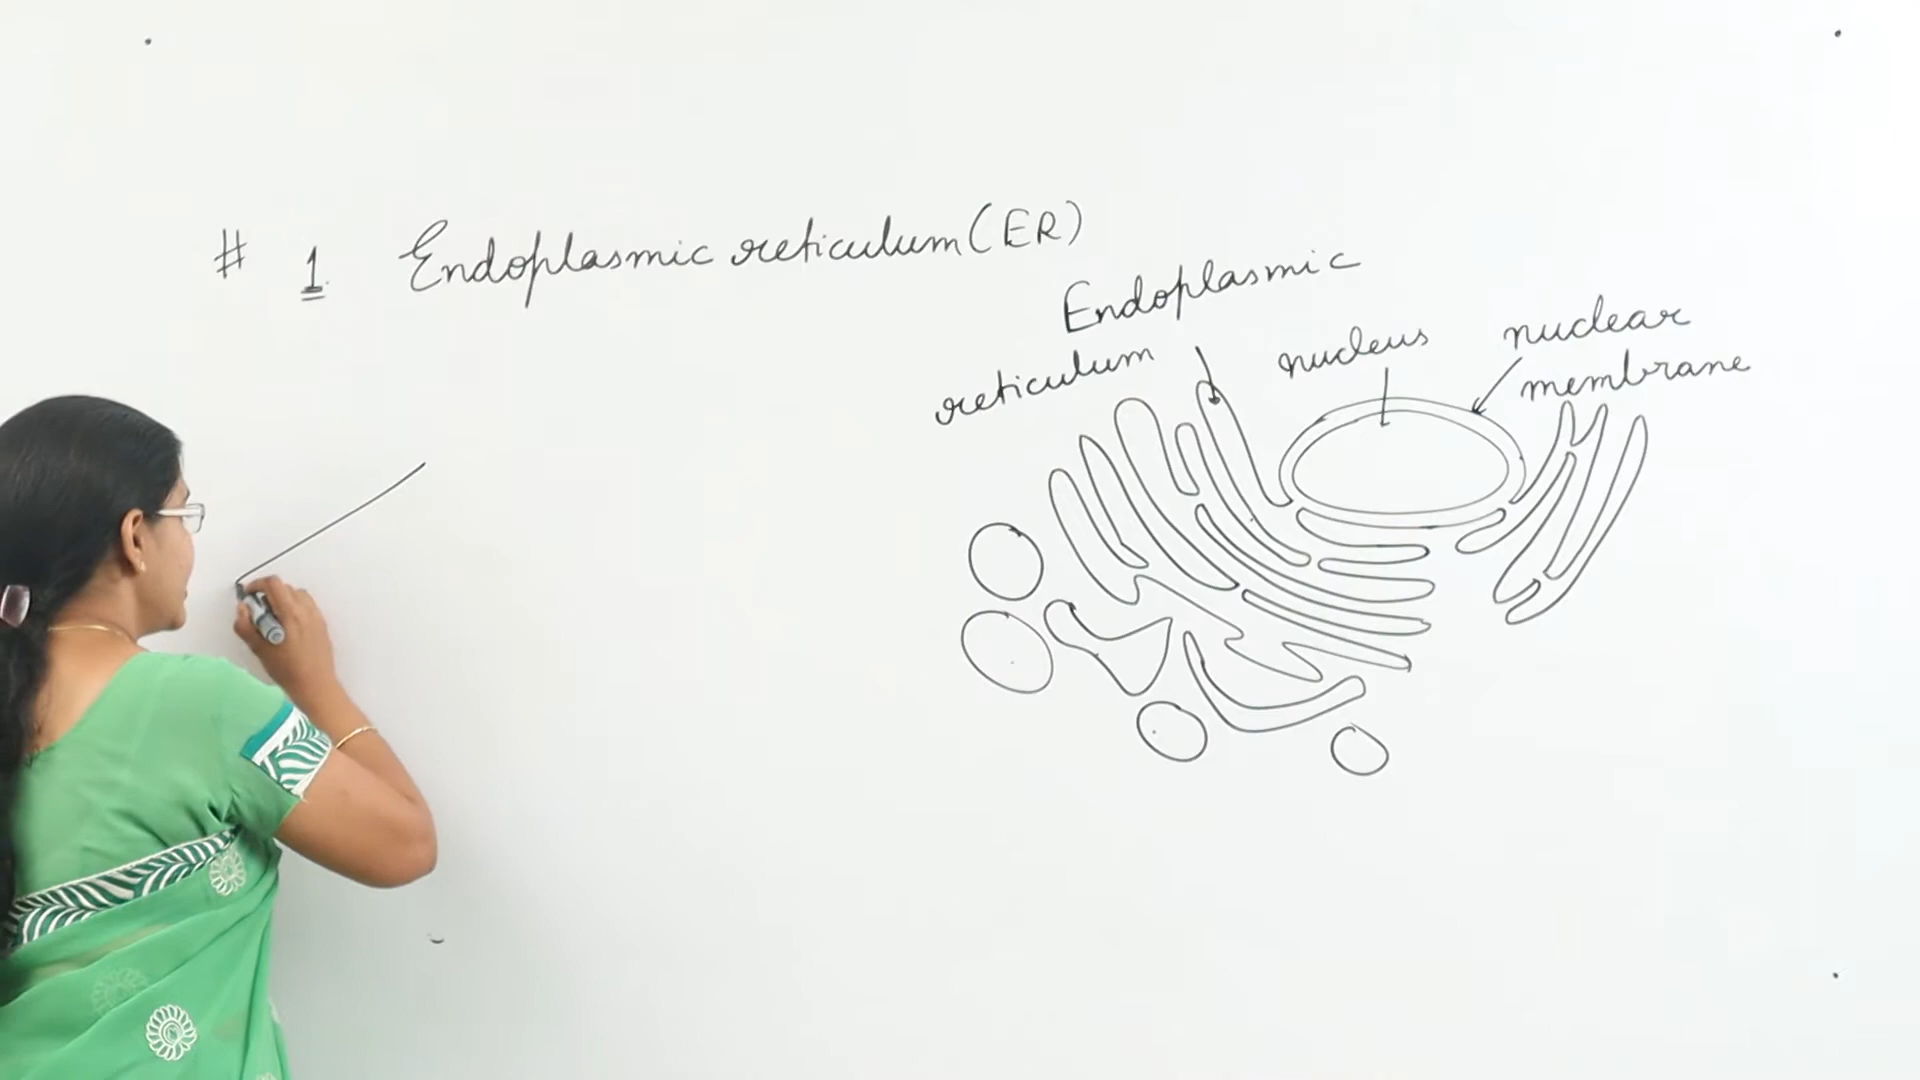 # 1 Endoplasmic reticulum (ER)
Endoplasmic
reticulum
nucleus
nuclear
membrane